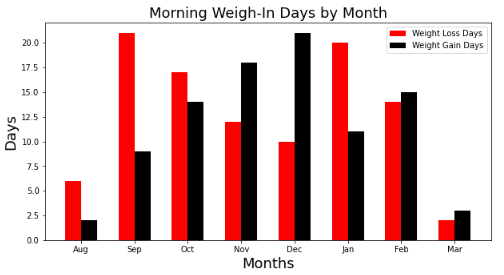 Morning Weigh-In Days by Month
Weight Loss Days
Weight Gain Days
20.0
17.5
15.0
12.5
10.0
7.5
5.0
2.5
0.0
Days
Aug Sep Oct Nov Dec Jan Feb Mar
Months